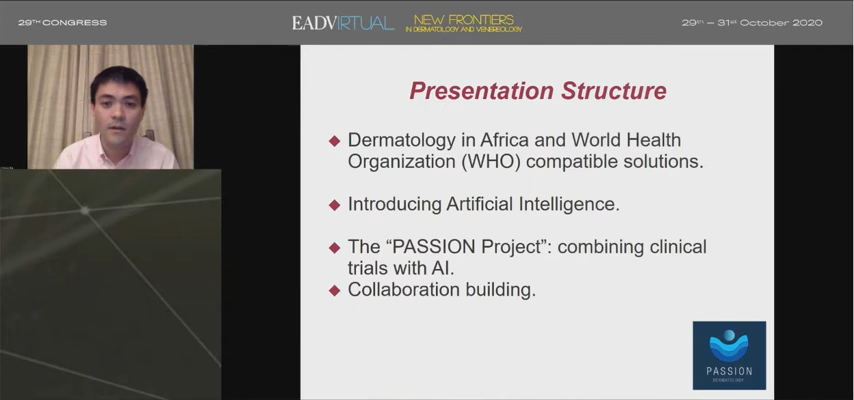 29TH CONGRESS
EADVIRTUAL
NEW FRONTIERS
IN DERMATOLOGY AND VENEREOLOGY
29th – 31st October 2020
Presentation Structure
Dermatology in Africa and World Health
Organization (WHO) compatible solutions.
Introducing Artificial Intelligence.
The “PASSION Project”: combining clinical
trials with AI.
Collaboration building.
PASSION
DERMATOLOGY